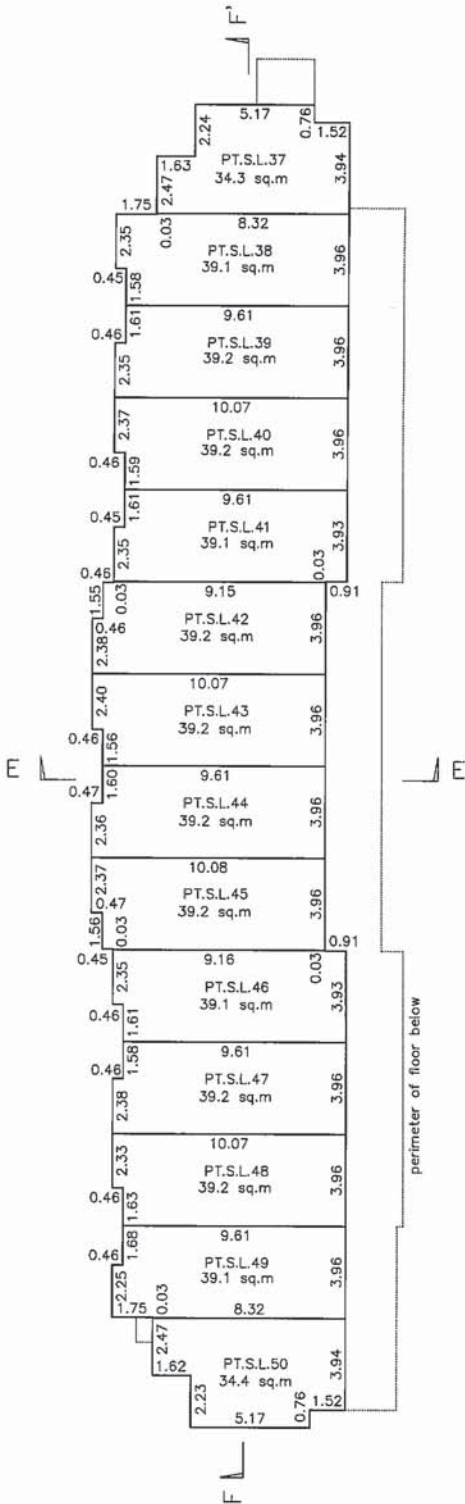 F'
5.17
0.76
2.24
1.52
PT.S.L.37
34.3 sq.m
1.63
2.47
3.94
1.75
0.03
8.32
2.35
PT.S.L.38
39.1 sq.m
3.96
0.45
1.58
9.61
0.46
1.61
PT.S.L.39
39.2 sq.m
3.96
2.35
10.07
2.37
PT.S.L.40
39.2 sq.m
3.96
0.46
1.59
9.61
0.45
1.61
PT.S.L.41
39.1 sq.m
3.93
2.35
0.46
0.03
0.03
9.15
0.91
1.55
0.46
PT.S.L.42
39.2 sq.m
3.96
2.38
10.07
2.40
PT.S.L.43
39.2 sq.m
3.96
0.46
1.56
E
E'
9.61
0.47
1.60
PT.S.L.44
39.2 sq.m
3.96
2.36
10.08
2.37
0.47
PT.S.L.45
39.2 sq.m
3.96
1.56
0.03
0.03
0.91
0.45
9.16
2.35
PT.S.L.46
39.1 sq.m
3.93
0.46
1.61
9.61
0.46
1.58
PT.S.L.47
39.2 sq.m
3.96
2.38
perimeter of floor below
10.07
2.33
PT.S.L.48
39.2 sq.m
3.96
0.46
1.63
9.61
0.46
1.68
PT.S.L.49
39.1 sq.m
3.96
2.25
1.75
0.03
8.32
2.47
PT.S.L.50
34.4 sq.m
3.94
1.62
2.23
1.52
0.76
5.17
F